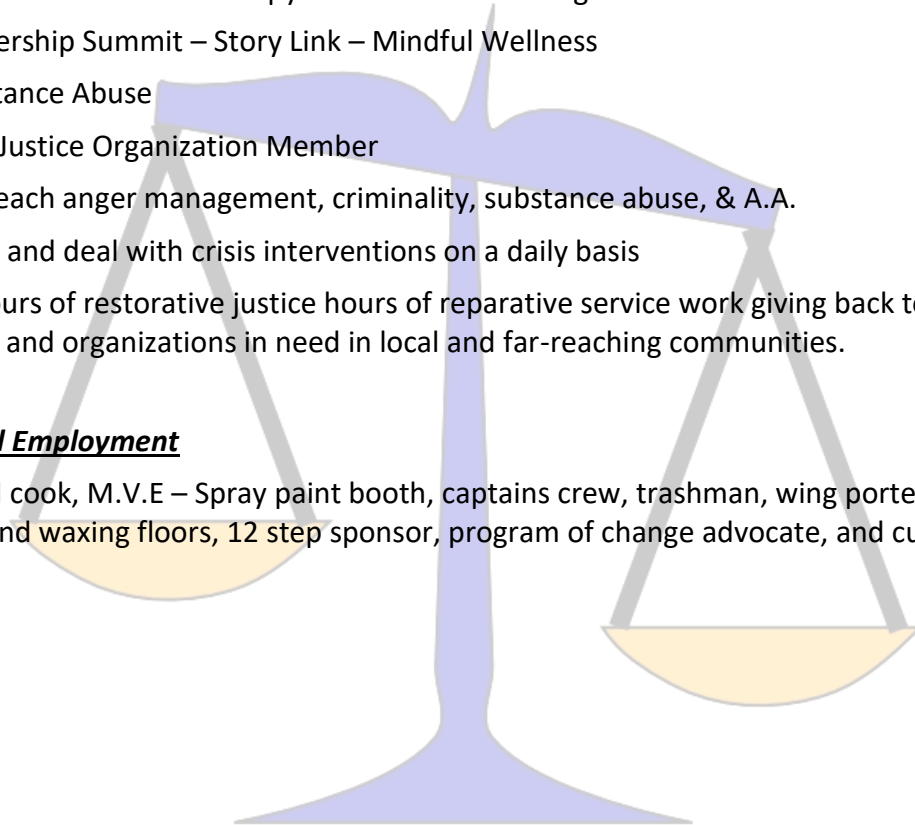 ership Summit – Story Link – Mindful Wellness
tance Abuse
Justice Organization Member
each anger management, criminality, substance abuse, & A.A.
and deal with crisis interventions on a daily basis
ours of restorative justice hours of reparative service work giving back to
and organizations in need in local and far-reaching communities.
l Employment
l cook, M.V.E – Spray paint booth, captains crew, trashman, wing porte
nd waxing floors, 12 step sponsor, program of change advocate, and cu